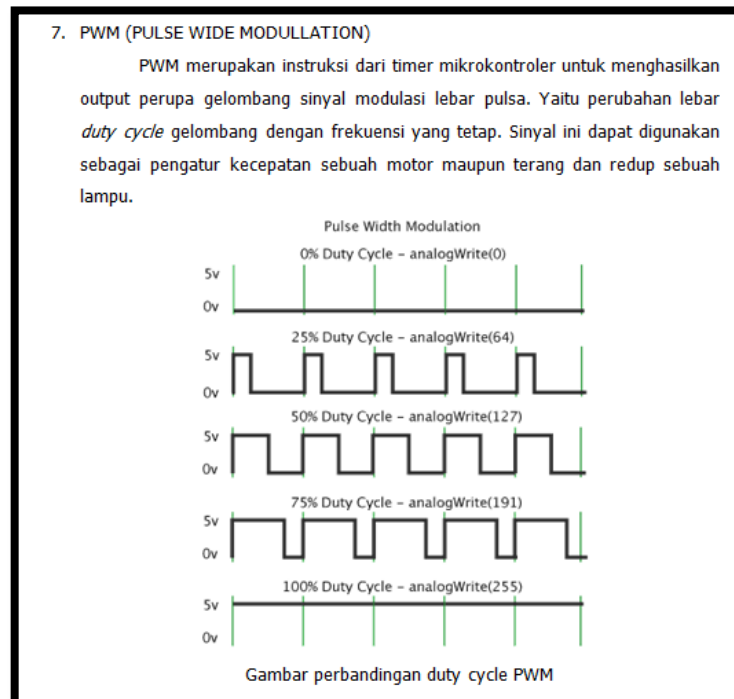 7. PWM (PULSE WIDE MODULLATION)
PWM merupakan instruksi dari timer mikrokontroler untuk menghasilkan
output perupa gelombang sinyal modulasi lebar pulsa. Yaitu perubahan lebar
duty cycle gelombang dengan frekuensi yang tetap. Sinyal ini dapat digunakan
sebagai pengatur kecepatan sebuah motor maupun terang dan redup sebuah
lampu.
Pulse Width Modulation
0% Duty Cycle – analogWrite(0)
5v
0v
25% Duty Cycle – analogWrite(64)
5v
0v
50% Duty Cycle – analogWrite(127)
5v
0v
75% Duty Cycle – analogWrite(191)
5v
0v
100% Duty Cycle – analogWrite(255)
5v
0v
Gambar perbandingan duty cycle PWM